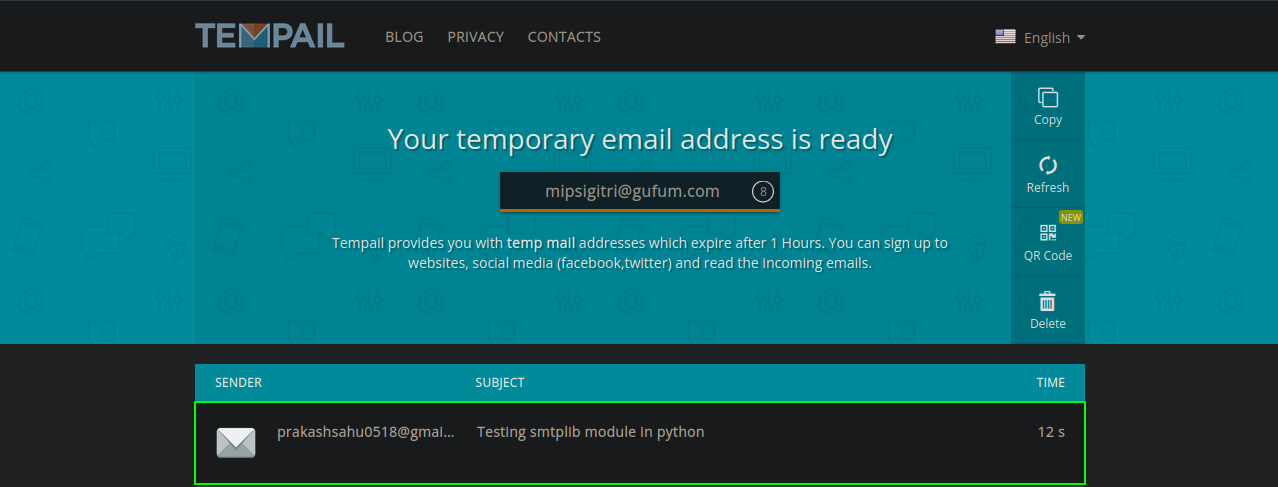 TEMPAIL BLOG PRIVACY CONTACTS English
Copy
Your temporary email address is ready
mipsigitri@gufum.com 8
Refresh
NEW
QR Code
Tempail provides you with temp mail addresses which expire after 1 Hours. You can sign up to
websites, social media (facebook,twitter) and read the incoming emails.
Delete
SENDER SUBJECT TIME
prakashsahu0518@gmai... Testing smtplib module in python 12 s